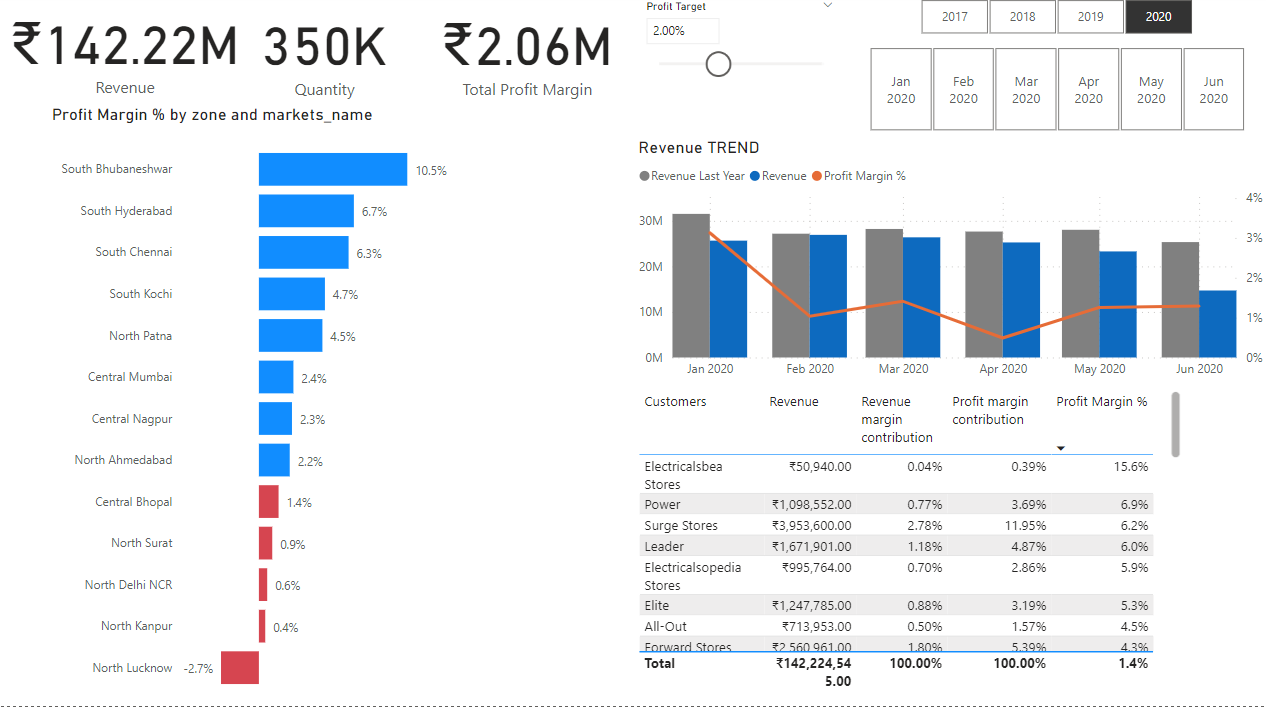 ₹142.22M
Revenue
350K
Quantity
₹2.06M
Total Profit Margin
Profit Target
2.00%
2017
2018
2019
2020
Jan
2020
Feb
2020
Mar
2020
Apr
2020
May
2020
Jun
2020
Profit Margin % by zone and markets_name
South Bhubaneshwar 10.5%
South Hyderabad 6.7%
South Chennai 6.3%
South Kochi 4.7%
North Patna 4.5%
Central Mumbai 2.4%
Central Nagpur 2.3%
North Ahmedabad 2.2%
Central Bhopal 1.4%
North Surat 0.9%
North Delhi NCR 0.6%
North Kanpur 0.4%
North Lucknow -2.7%
Revenue TREND
Revenue Last Year Revenue Profit Margin %
30M
20M
10M
0M
4%
3%
2%
1%
0%
Jan 2020 Feb 2020 Mar 2020 Apr 2020 May 2020 Jun 2020
Customers Revenue Revenue Profit margin Profit Margin %
margin contribution
contribution
Electricalsbea ₹50,940.00 0.04% 0.39% 15.6%
Stores
Power ₹1,098,552.00 0.77% 3.69% 6.9%
Surge Stores ₹3,953,600.00 2.78% 11.95% 6.2%
Leader ₹1,671,901.00 1.18% 4.87% 6.0%
Electricalsopedia ₹995,764.00 0.70% 2.86% 5.9%
Stores
Elite ₹1,247,785.00 0.88% 3.19% 5.3%
All-Out ₹713,953.00 0.50% 1.57% 4.5%
Forward Stores ₹2,560,961.00 1.80% 5.39% 4.3%
Total ₹142,224,54 100.00% 100.00% 1.4%
5.00